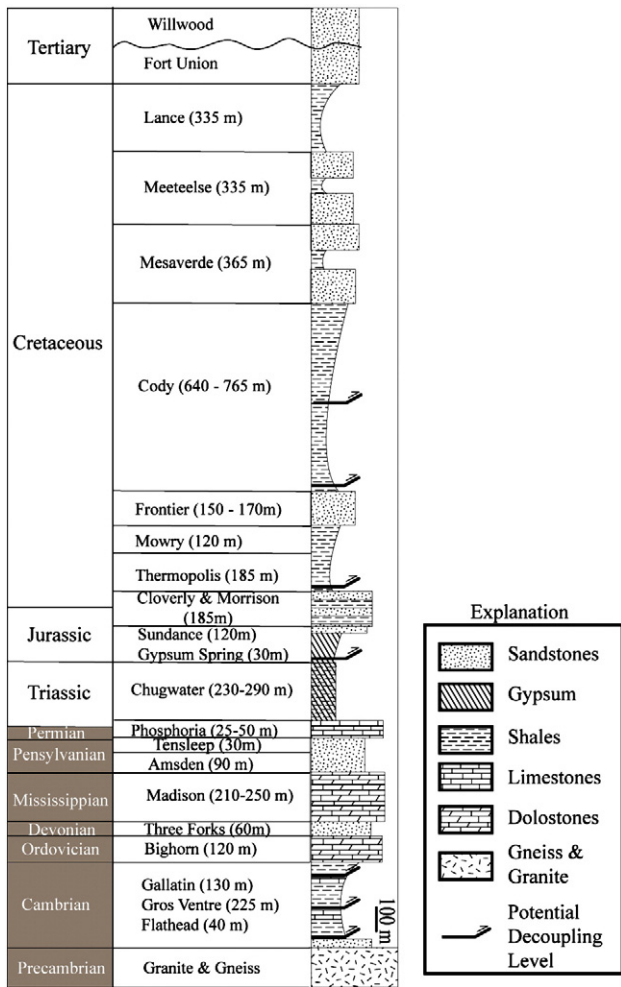 Tertiary
Willwood
Fort Union
Cretaceous
Lance (335 m)
Meeteelse (335 m)
Mesaverde (365 m)
Cody (640 - 765 m)
Frontier (150 - 170m)
Mowry (120 m)
Thermopolis (185 m)
Cloverly & Morrison
(185m)
Jurassic
Sundance (120m)
Gypsum Spring (30m)
Triassic
Chugwater (230-290 m)
Permian
Phosphoria (25-50 m)
Pensylvanian
Tensleep (30m)
Amsden (90 m)
Mississippian
Madison (210-250 m)
Devonian
Three Forks (60m)
Ordovician
Bighorn (120 m)
Cambrian
Gallatin (130 m)
Gros Ventre (225 m)
Flathead (40 m)
100 m
Precambrian
Granite & Gneiss
Explanation
Sandstones
Gypsum
Shales
Limestones
Dolostones
Gneiss &
Granite
Potential
Decoupling
Level